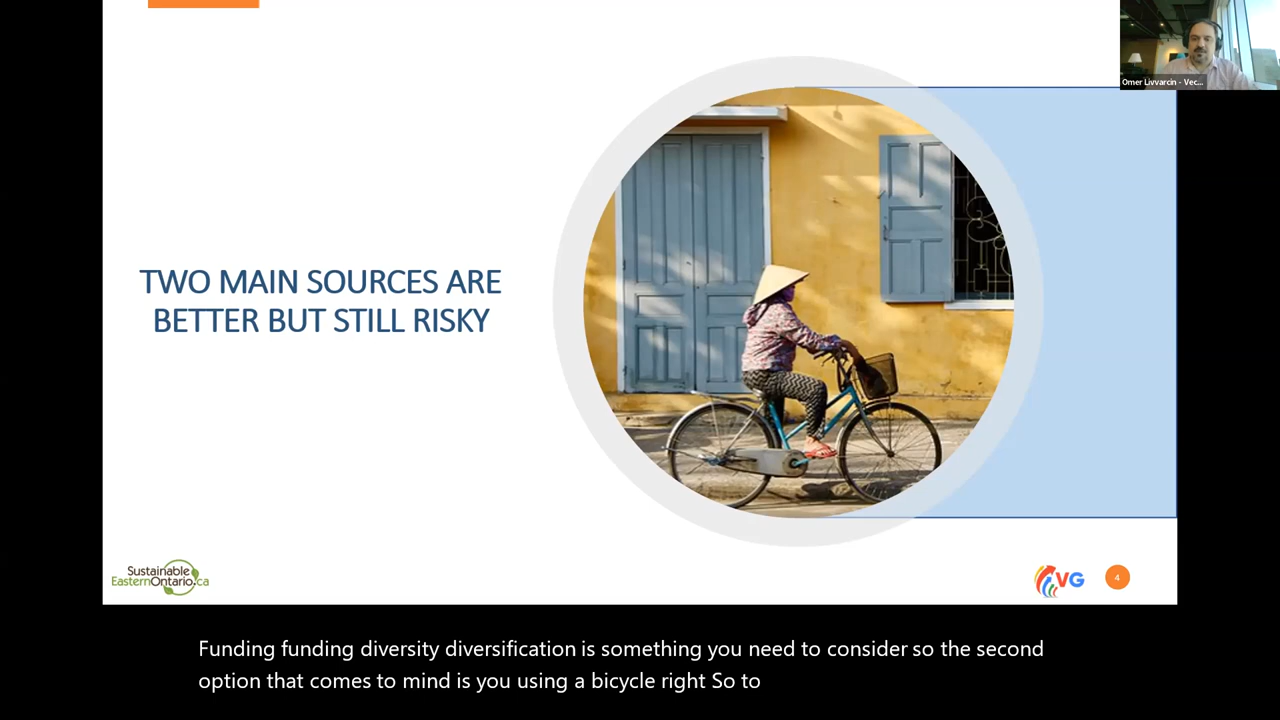 Omer Livvarcin - Vec...
TWO MAIN SOURCES ARE
BETTER BUT STILL RISKY
Sustainable
EasternOntario.ca
VG
4
Funding funding diversity diversification is something you need to consider so the second
option that comes to mind is you using a bicycle right So to